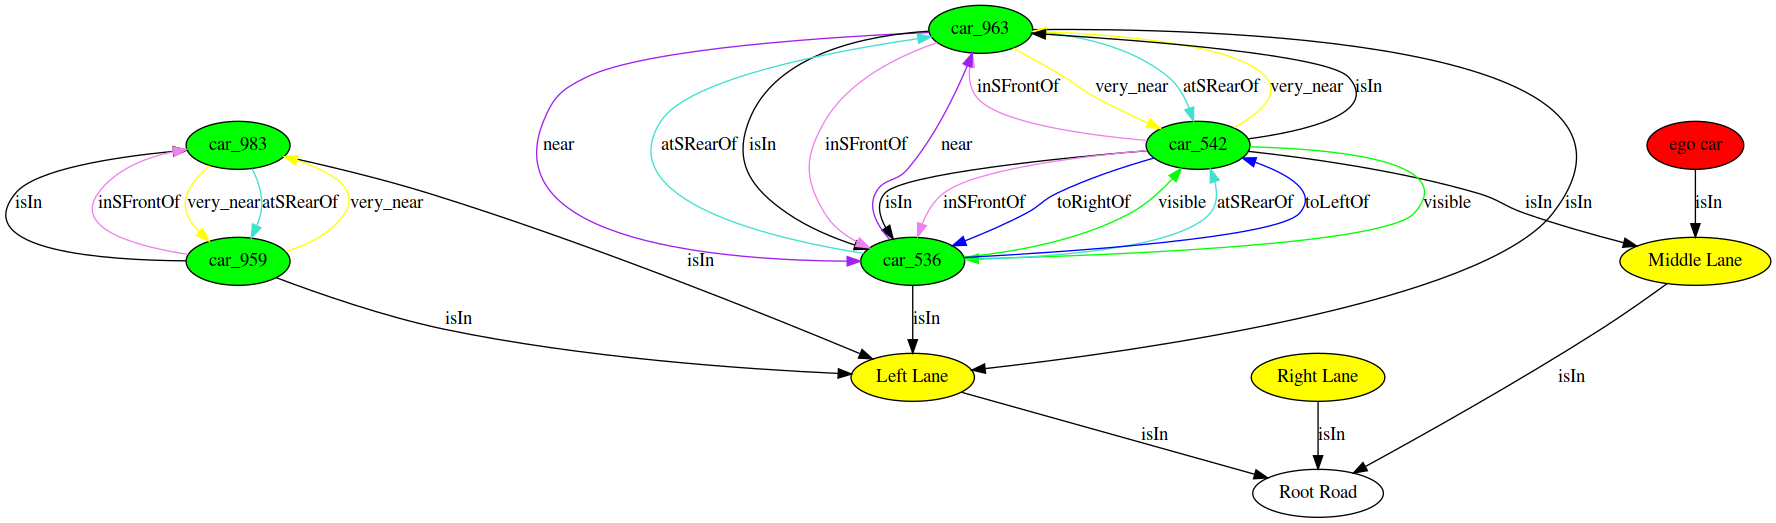 car_963
inSFrontOf
very_near
atSRearOf
very_near
isIn
car_983
near
atSRearOf
isIn
inSFrontOf
near
car_542
ego car
isIn
inSFrontOf
very_near
atSRearOf
very_near
isIn
inSFrontOf
toRightOf
visible
atSRearOf
toLeftOf
visible
isIn
isIn
isIn
car_959
isIn
car_536
Middle Lane
isIn
isIn
Left Lane
Right Lane
isIn
isIn
isIn
Root Road